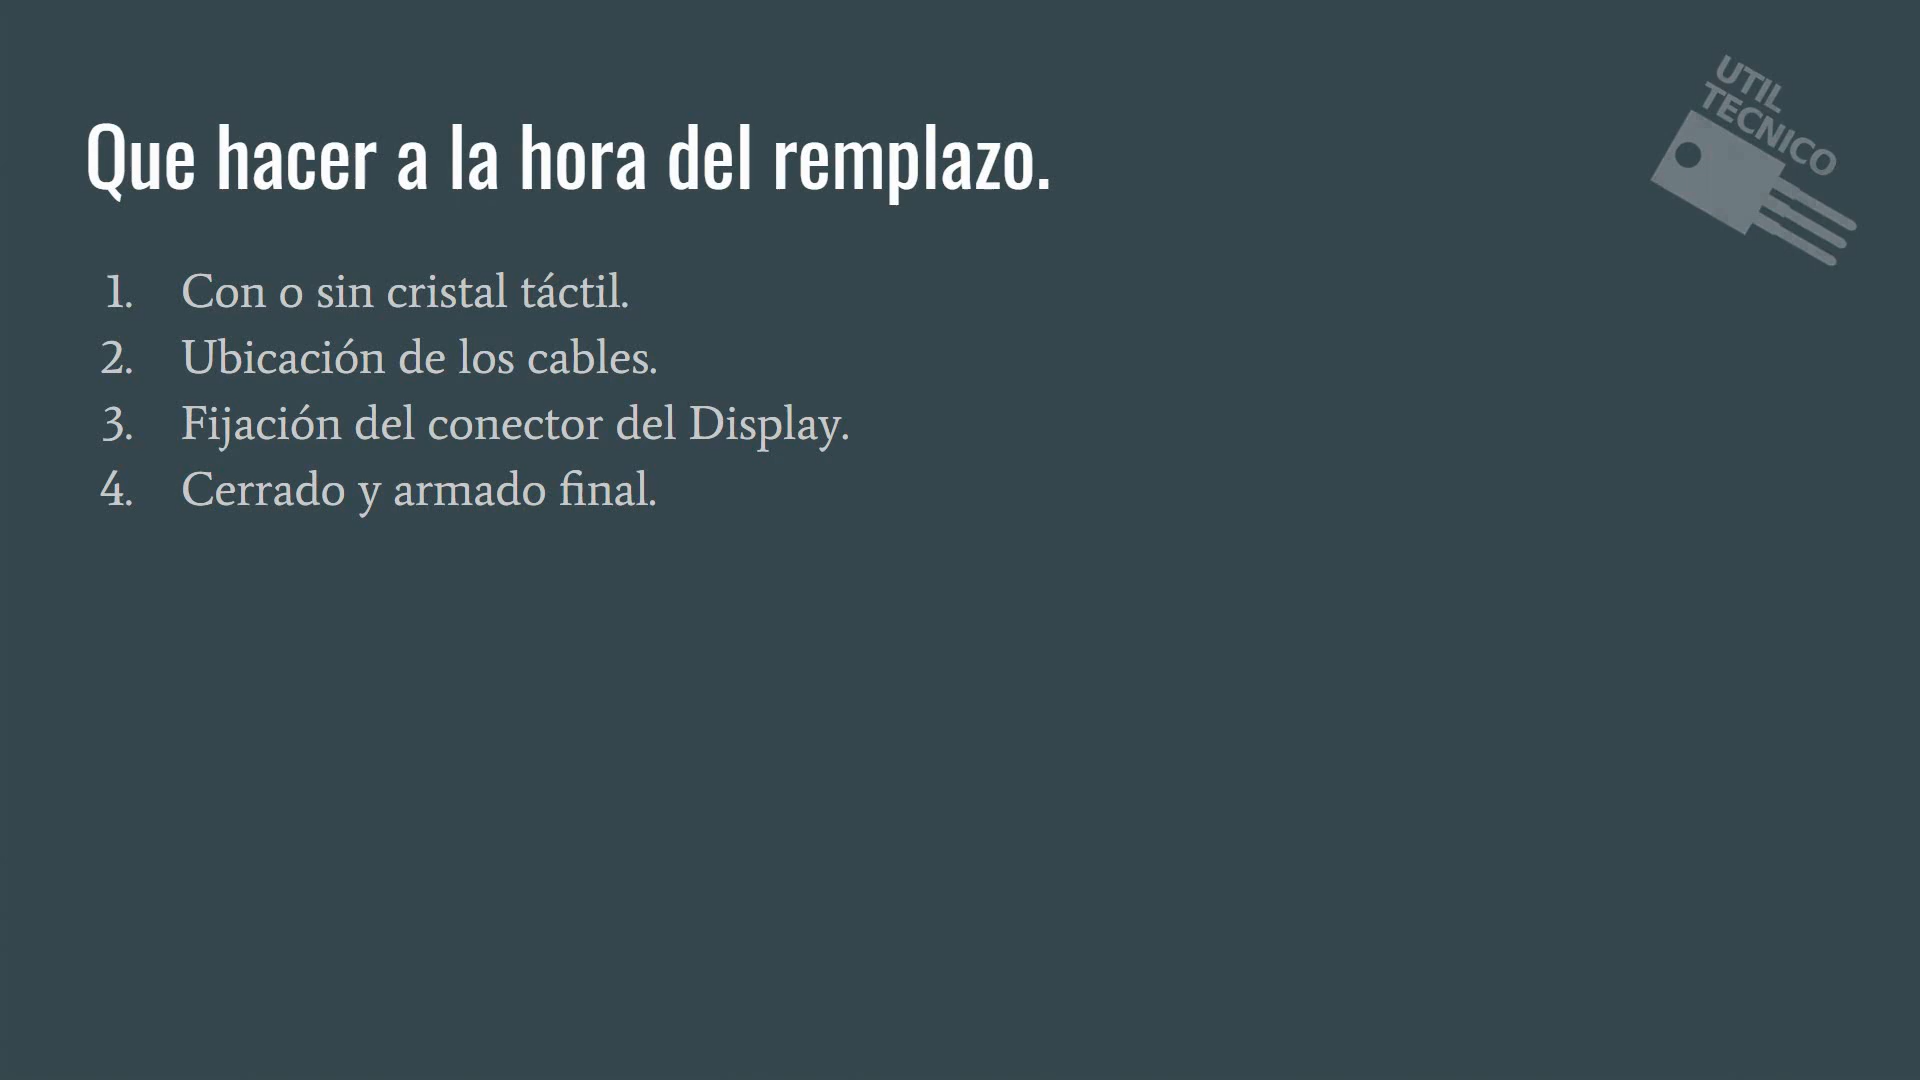 UTIL
TECNICO
Que hacer a la hora del remplazo.
1. Con o sin cristal táctil.
2. Ubicación de los cables.
3. Fijación del conector del Display.
4. Cerrado y armado final.